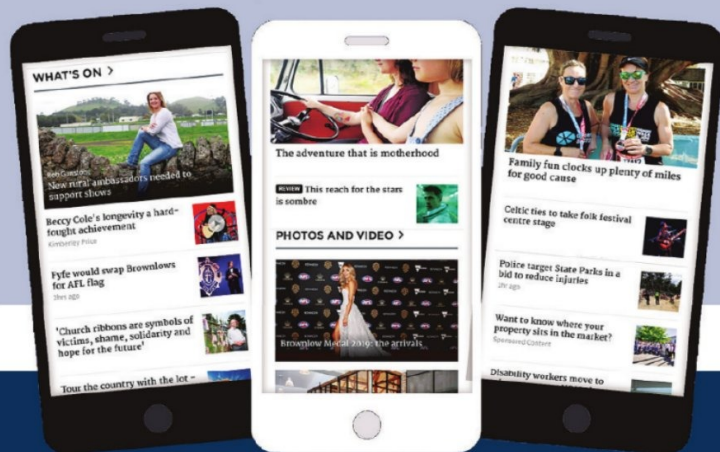 WHAT'S ON >
New rural ambassadors needed to
support shows
Beccy Cole's longevity a hard-
fought achievement
Kimberley Price
Fyfe would swap Brownlows
for AFL flag
3hrs ago
'Church ribbons are symbols of
victims, shame, solidarity and
hope for the future'
Tour the country with the lot –
The adventure that is motherhood
REVIEW This reach for the stars
is sombre
PHOTOS AND VIDEO >
Brownlow Medal 2019: the arrivals
Family fun clocks up plenty of miles
for good cause
Celtic ties to take folk festival
centre stage
Police target State Parks in a
bid to reduce injuries
1hr ago
Want to know where your
property sits in the market?
Sponsored Content
Disability workers move to